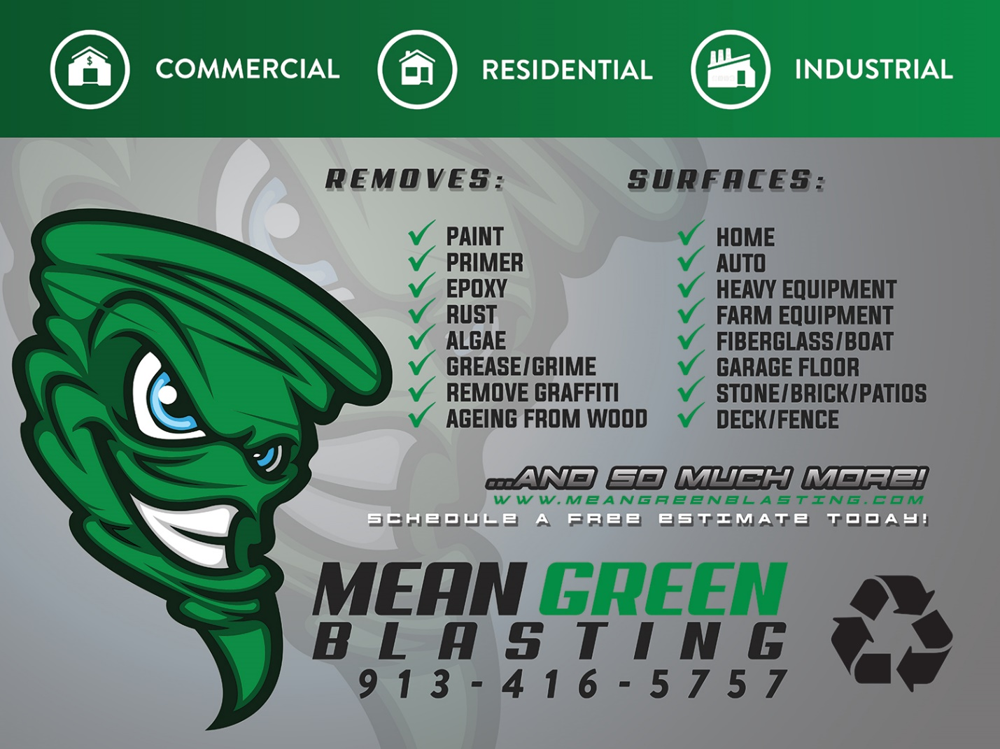 COMMERCIAL
RESIDENTIAL
INDUSTRIAL
REMOVES:
PAINT
PRIMER
EPOXY
RUST
ALGAE
GREASE/GRIME
REMOVE GRAFFITI
AGEING FROM WOOD
SURFACES:
HOME
AUTO
HEAVY EQUIPMENT
FARM EQUIPMENT
FIBERGLASS/BOAT
GARAGE FLOOR
STONE/BRICK/PATIOS
DECK/FENCE
...AND SO MUCH MORE!
WWW.MEANGREENBLASTING.COM
SCHEDULE A FREE ESTIMATE TODAY!
MEAN GREEN
BLASTING
913-416-5757